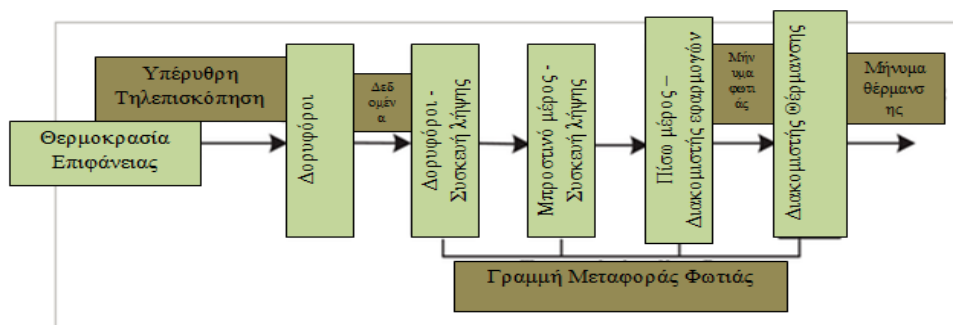 Υπέρυθρη
Τηλεπισκόπηση
Θερμοκρασία
Επιφάνειας
Δορυφόροι
Δεδ
ομέν
α
Δορυφόροι -
Συσκευή λήψης
Μπροστινό μέρος -
Συσκευή λήψης
Πίσω μέρος –
Διακομιστής εφαρμογών
Μήν
υμα
φωτι
άς
Διακομιστής Θέρμανσης
Μήνυμα
θέρμανσ
ης
Γραμμή Μεταφοράς Φωτιάς